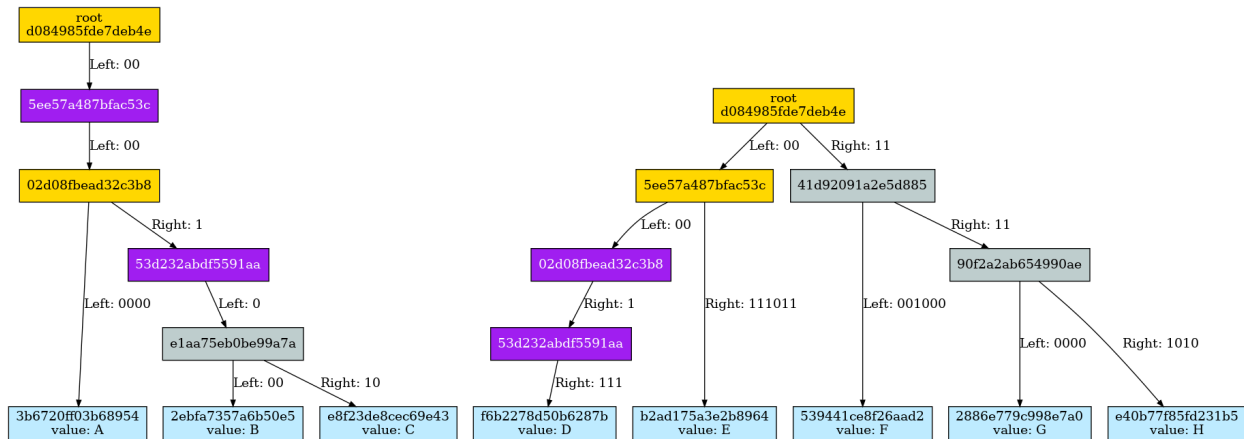 root
d084985fde7deb4e
Left: 00
5ee57a487bfac53c
Left: 00
02d08fbead32c3b8
Right: 1
53d232abdf5591aa
Left: 0000
Left: 0
e1aa75eb0be99a7a
Left: 00
Right: 10
3b6720ff03b68954
value: A
2ebfa7357a6b50e5
value: B
e8f23de8cec69e43
value: C
root
d084985fde7deb4e
Left: 00
Right: 11
5ee57a487bfac53c
41d92091a2e5d885
Left: 00
Right: 11
02d08fbead32c3b8
90f2a2ab654990ae
Right: 1
Right: 111011
Left: 001000
53d232abdf5591aa
Left: 0000
Right: 1010
Right: 111
f6b2278d50b6287b
value: D
b2ad175a3e2b8964
value: E
539441ce8f26aad2
value: F
2886e779c998e7a0
value: G
e40b77f85fd231b5
value: H